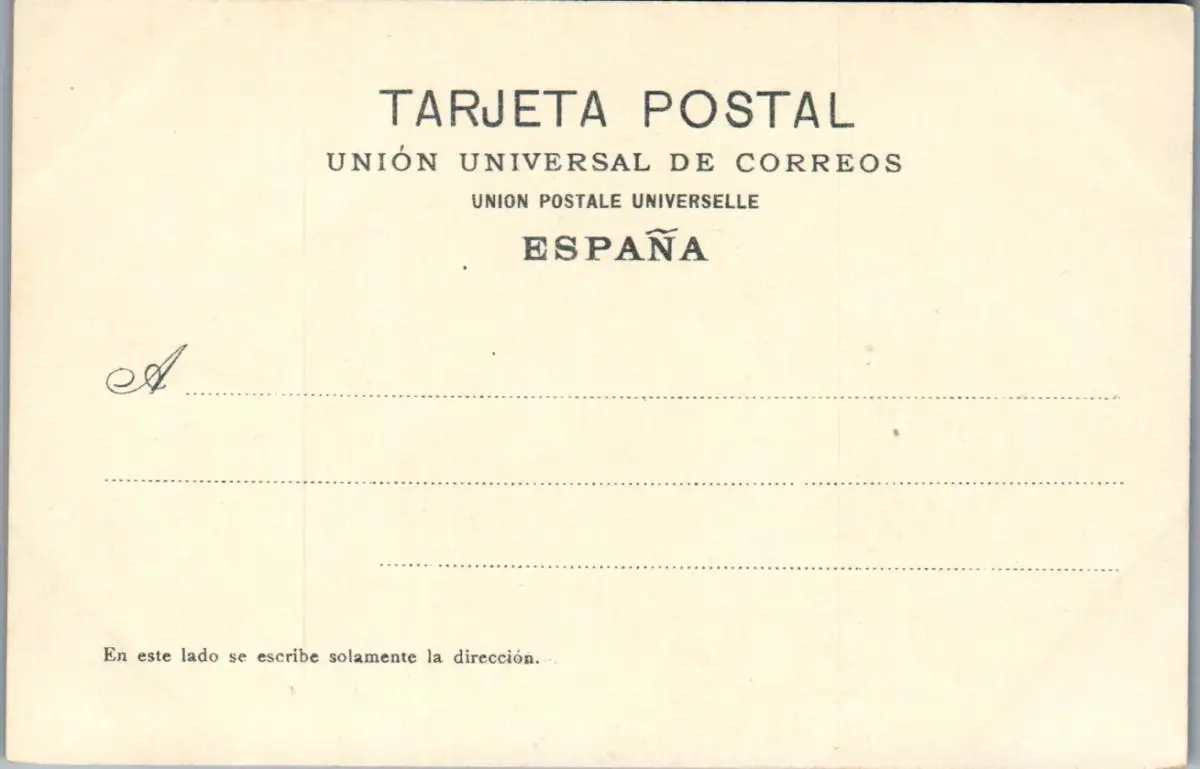 TARJETA POSTAL
UNIÓN UNIVERSAL DE CORREOS
UNION POSTALE UNIVERSELLE
ESPAÑA
A
En este lado se escribe solamente la dirección.